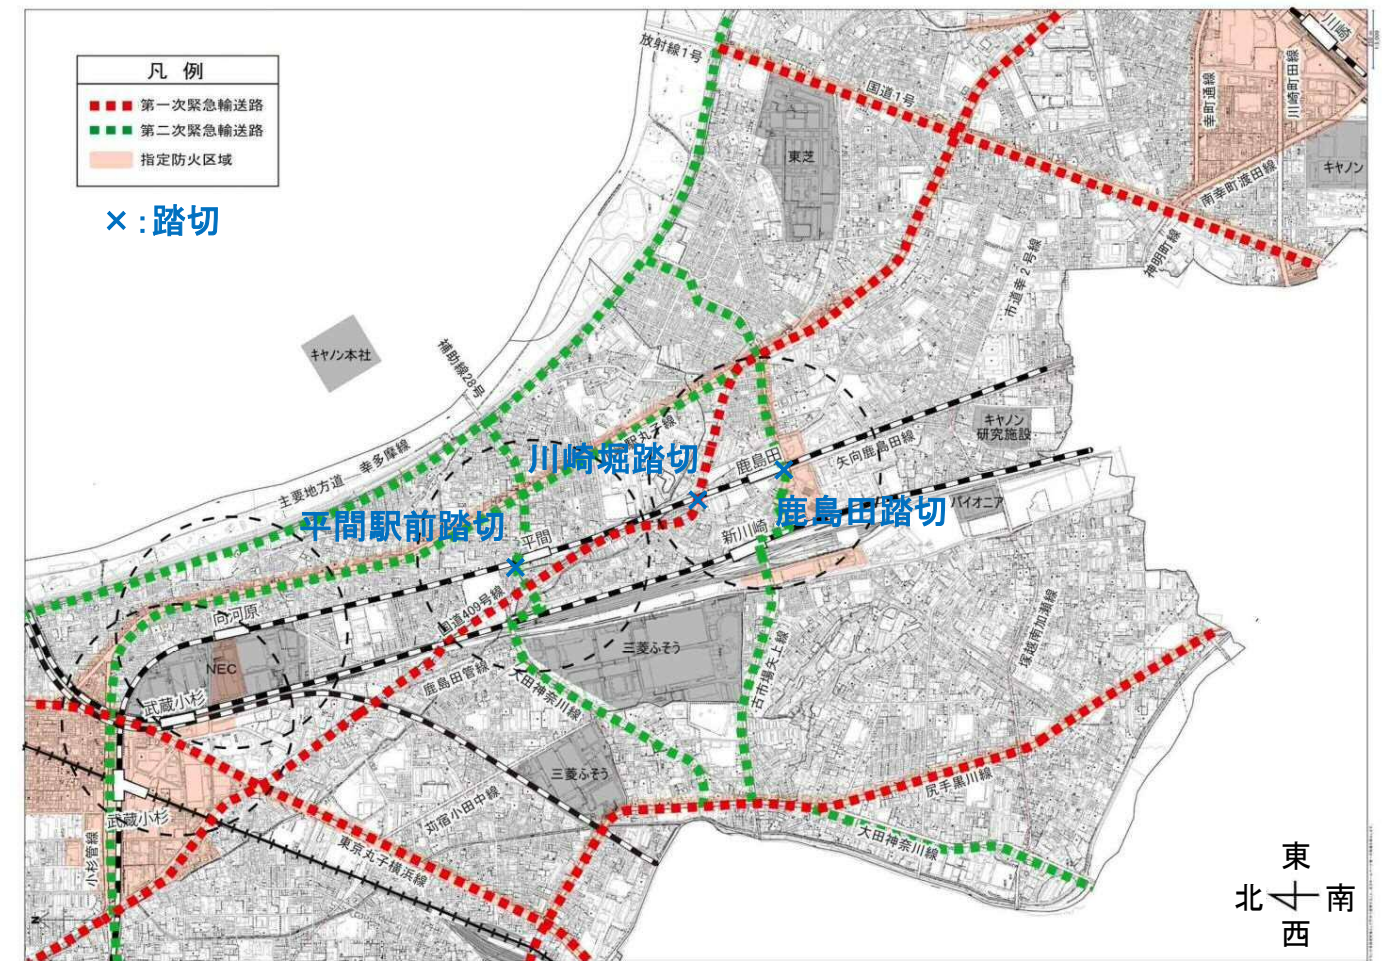 凡 例
第一次緊急輸送路
第二次緊急輸送路
指定防火区域
×:踏切
放射線1号
国道1号
東芝
川崎
幸町通線
川崎町田線
キヤノン
南幸町渡田線
神明町線
市道幸2号線
キヤノン本社
補助線28号
主要地方道 幸多摩線
川崎堀踏切
鹿島田
矢向鹿島田線
キヤノン
研究施設
平間駅前踏切
平間
新川崎
鹿島田踏切
パイオニア
向河原
国道409号線
NEC
武蔵小杉
鹿島田管線
大田神奈川線
三菱ふそう
古市場矢上線
塚越南加瀬線
三菱ふそう
尻手黒川線
武蔵小杉
小杉管線
苅宿小田中線
東京丸子横浜線
大田神奈川線
東
北
南
西